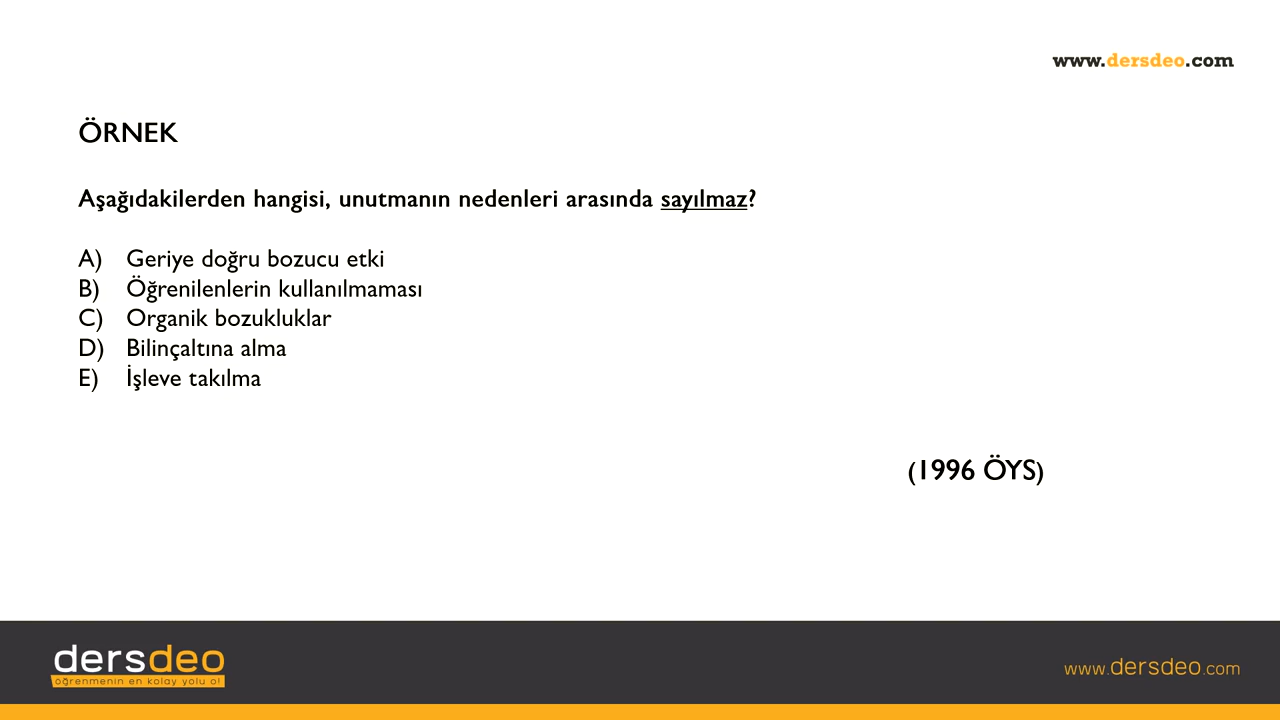 www.dersdeo.com
ÖRNEK
Aşağıdakilerden hangisi, unutmanın nedenleri arasında sayılmaz?
A) Geriye doğru bozucu etki
B) Öğrenilenlerin kullanılmaması
C) Organik bozukluklar
D) Bilinçaltına alma
E) İşleve takılma
(1996 ÖYS)
dersdeo
öğrenmenin en kolay yolu o!
www.dersdeo.com